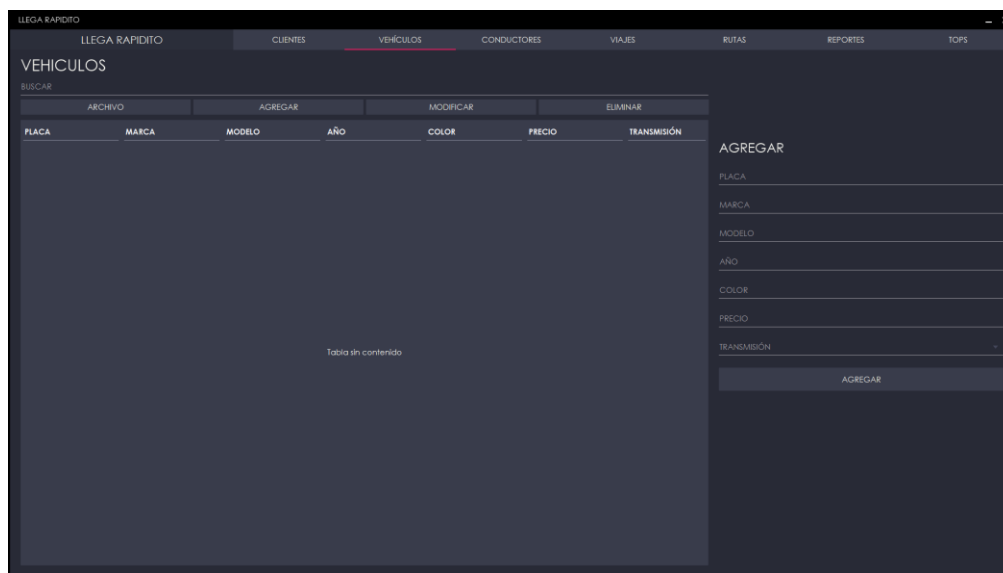 LLEGA RAPIDITO
LLEGA RAPIDITO CLIENTES VEHÍCULOS CONDUCTORES VIAJES RUTAS REPORTES TOPS
VEHICULOS
BUSCAR
ARCHIVO AGREGAR MODIFICAR ELIMINAR
PLACA MARCA MODELO AÑO COLOR PRECIO TRANSMISIÓN
Tabla sin contenido
AGREGAR
PLACA
MARCA
MODELO
AÑO
COLOR
PRECIO
TRANSMISIÓN
AGREGAR